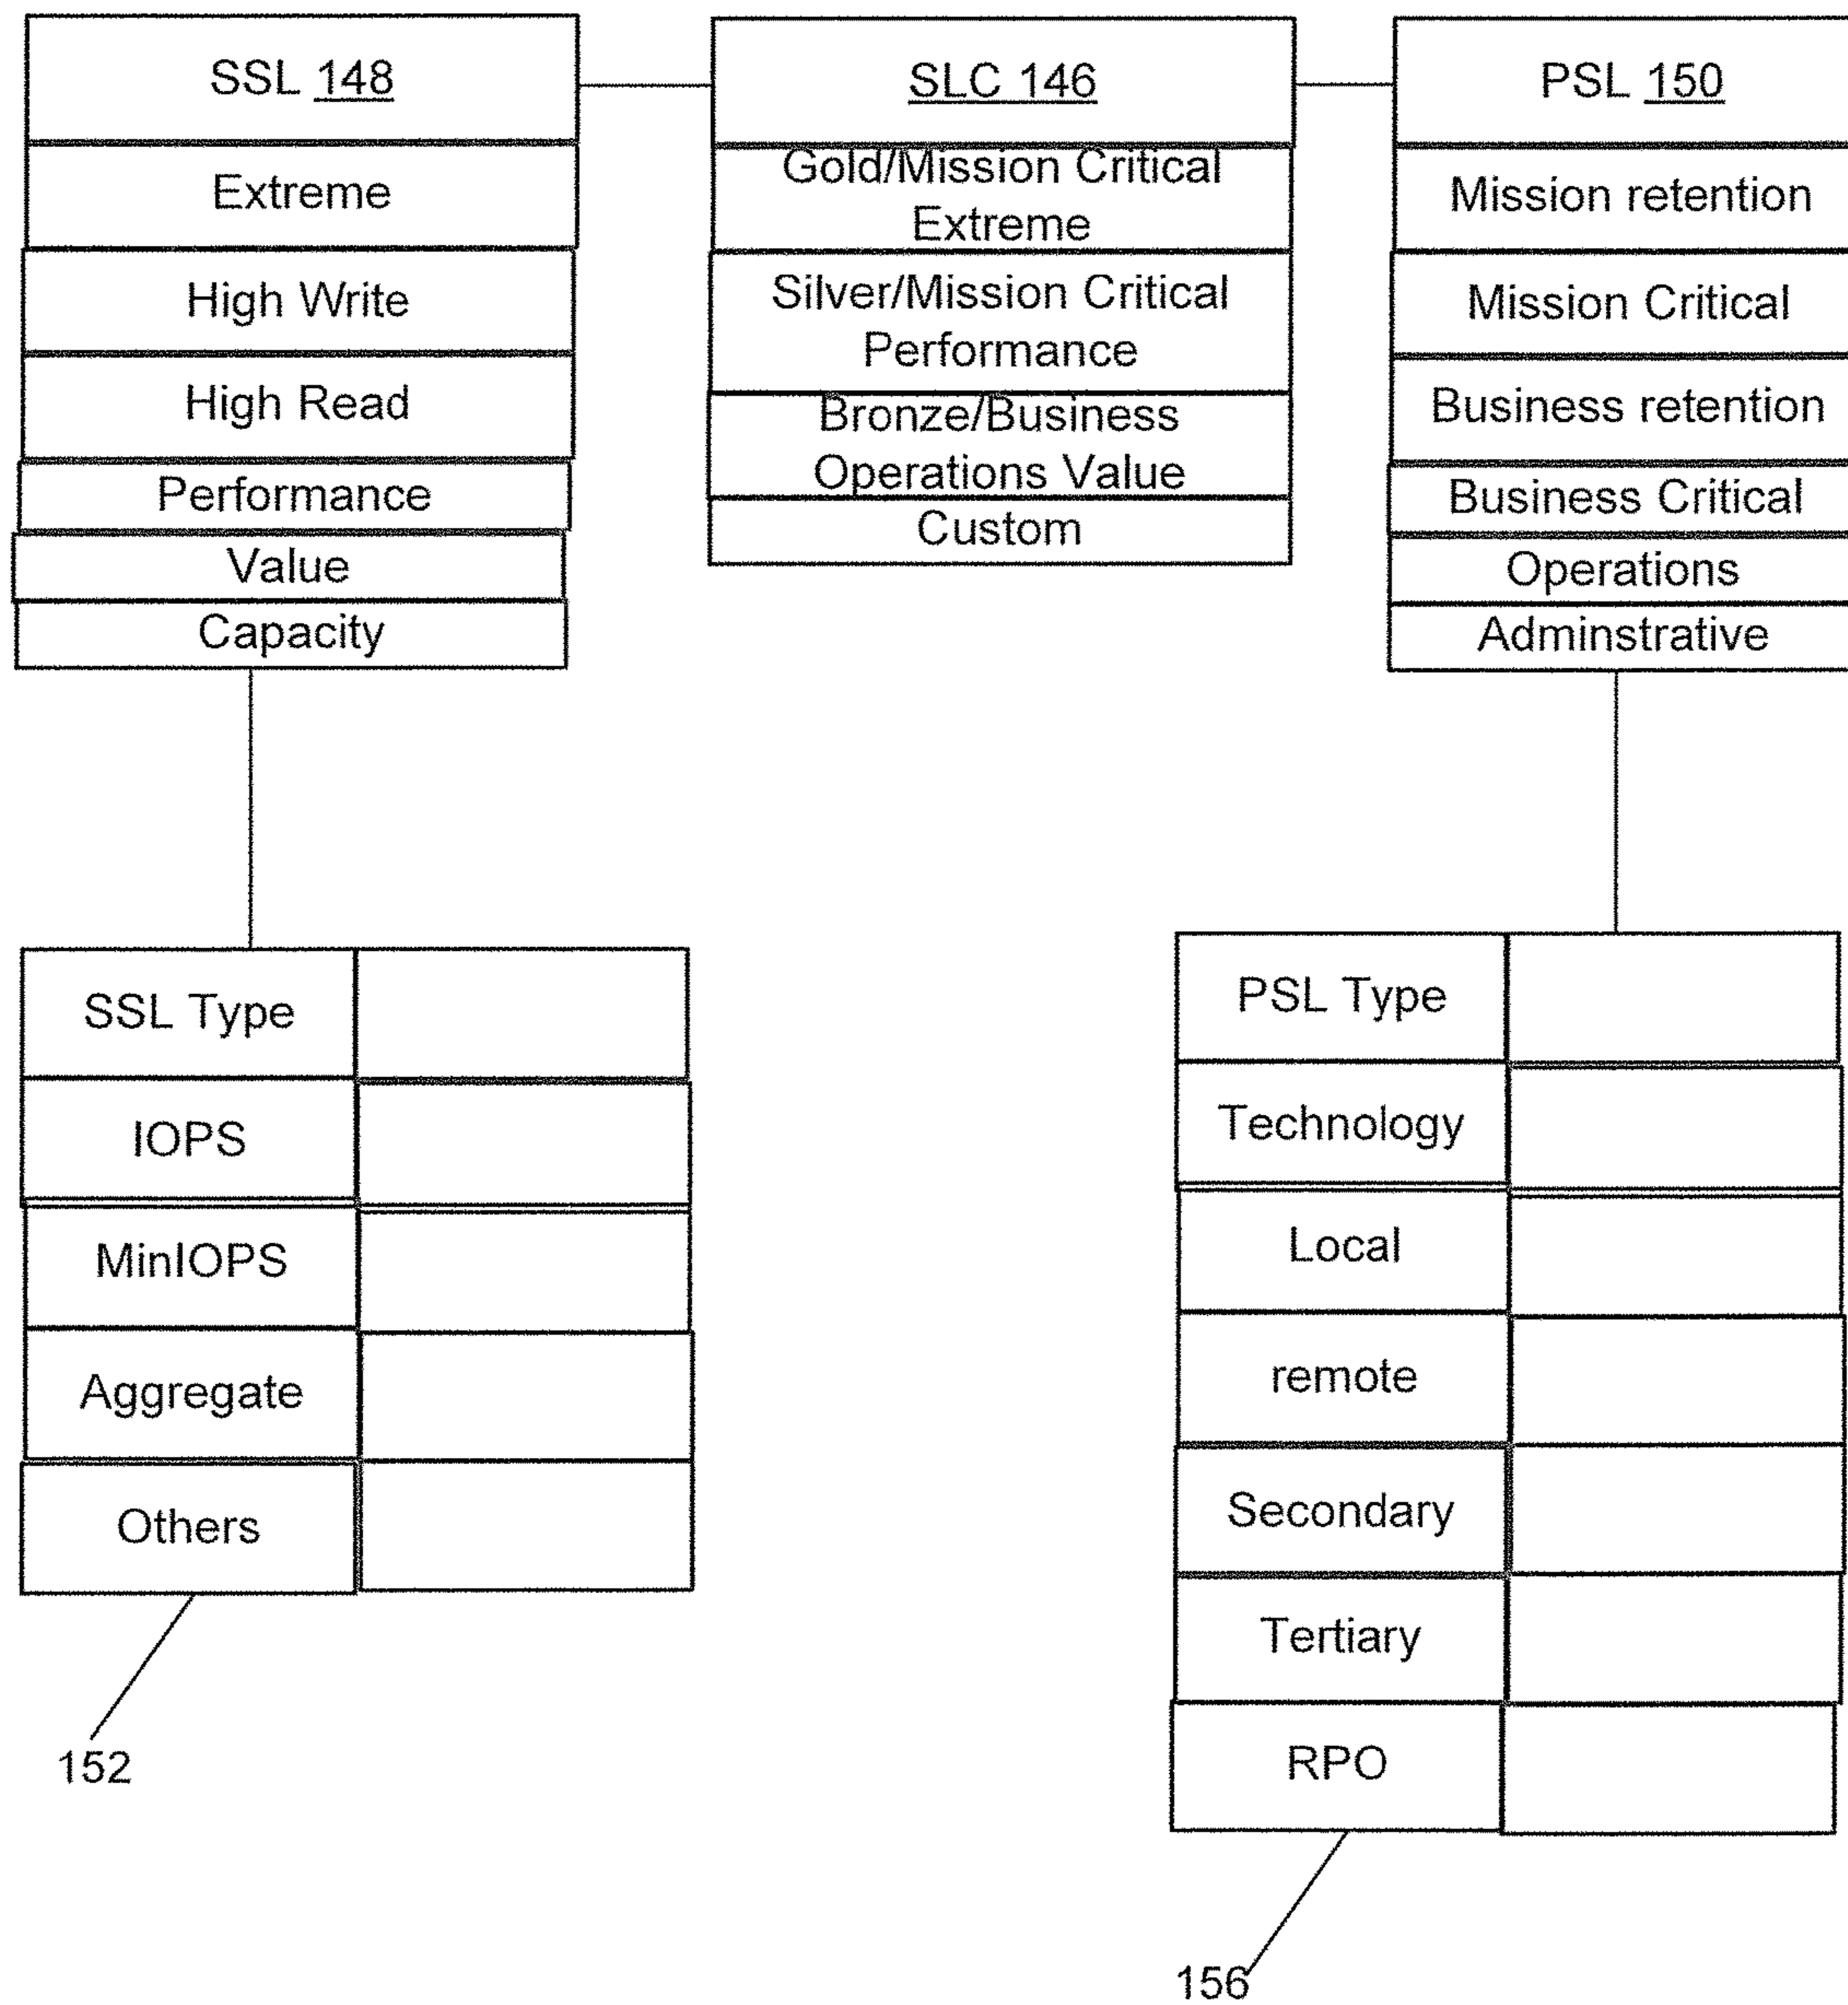 SSL 148
Extreme
High Write
High Read
Performance
Value
Capacity
SLC 146
Gold/Mission Critical
Extreme
Silver/Mission Critical
Performance
Bronze/Business
Operations Value
Custom
PSL 150
Mission retention
Mission Critical
Business retention
Business Critical
Operations
Adminstrative
SSL Type
IOPS
MinIOPS
Aggregate
Others
152
PSL Type
Technology
Local
remote
Secondary
Tertiary
RPO
156